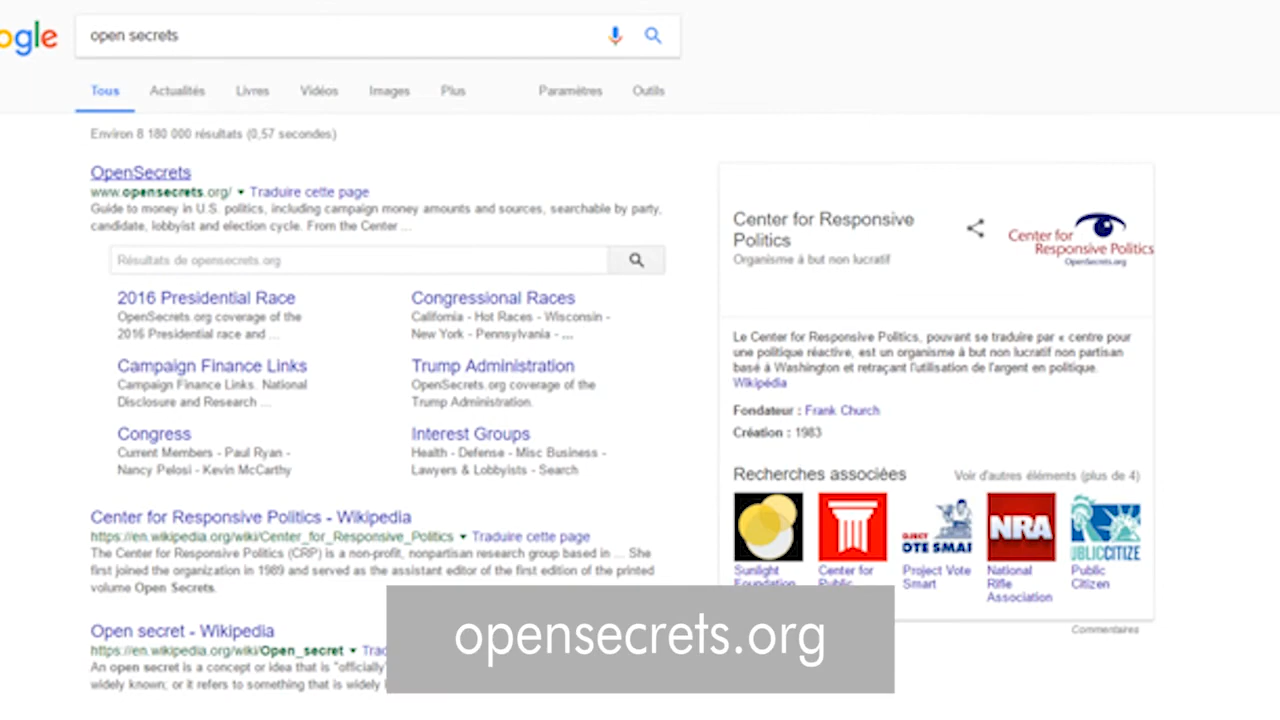 ogle
open secrets
Tous Actualités Livres Vidéos Images Plus Paramètres Outils
Environ 8 180 000 résultats (0,57 secondes)
OpenSecrets
www.opensecrets.org/ Traduire cette page
Guide to money in U.S. politics, including campaign money amounts and sources, searchable by party,
candidate, lobbyist and election cycle. From the Center ...
Résultats de opensecrets.org
2016 Presidential Race
OpenSecrets.org coverage of the
2016 Presidential race and ...
Congressional Races
California - Hot Races - Wisconsin -
New York - Pennsylvania - ...
Campaign Finance Links
Campaign Finance Links. National
Disclosure and Research ...
Trump Administration
OpenSecrets.org coverage of the
Trump Administration.
Congress
Current Members - Paul Ryan -
Nancy Pelosi - Kevin McCarthy
Interest Groups
Health - Defense - Misc Business -
Lawyers & Lobbyists - Search
Center for Responsive Politics - Wikipedia
https://en.wikipedia.org/wiki/Center_for_Responsive_Politics Traduire cette page
The Center for Responsive Politics (CRP) is a non-profit, nonpartisan research group based in ... She
first joined the organization in 1989 and served as the assistant editor of the first edition of the printed
volume Open Secrets.
Open secret - Wikipedia
https://en.wikipedia.org/wiki/Open_secret Trad
An open secret is a concept or idea that is "officially"
widely known; or it refers to something that is widely
Center for Responsive
Politics
Organisme à but non lucratif
Center for
Responsive Politics
OpenSecrets.org
Le Center for Responsive Politics, pouvant se traduire par « centre pour
une politique réactive, est un organisme à but non lucratif non partisan
basé à Washington et retraçant l'utilisation de l'argent en politique.
Wikipédia
Fondateur : Frank Church
Création : 1983
Recherches associées Voir d'autres éléments (plus de 4)
OJECT
OTE SMAR
NRA
UBLIC CITIZE
Sunlight
Foundation
Center for
Public
Project Vote
Smart
National
Rifle
Association
Public
Citizen
Commentaires
opensecrets.org